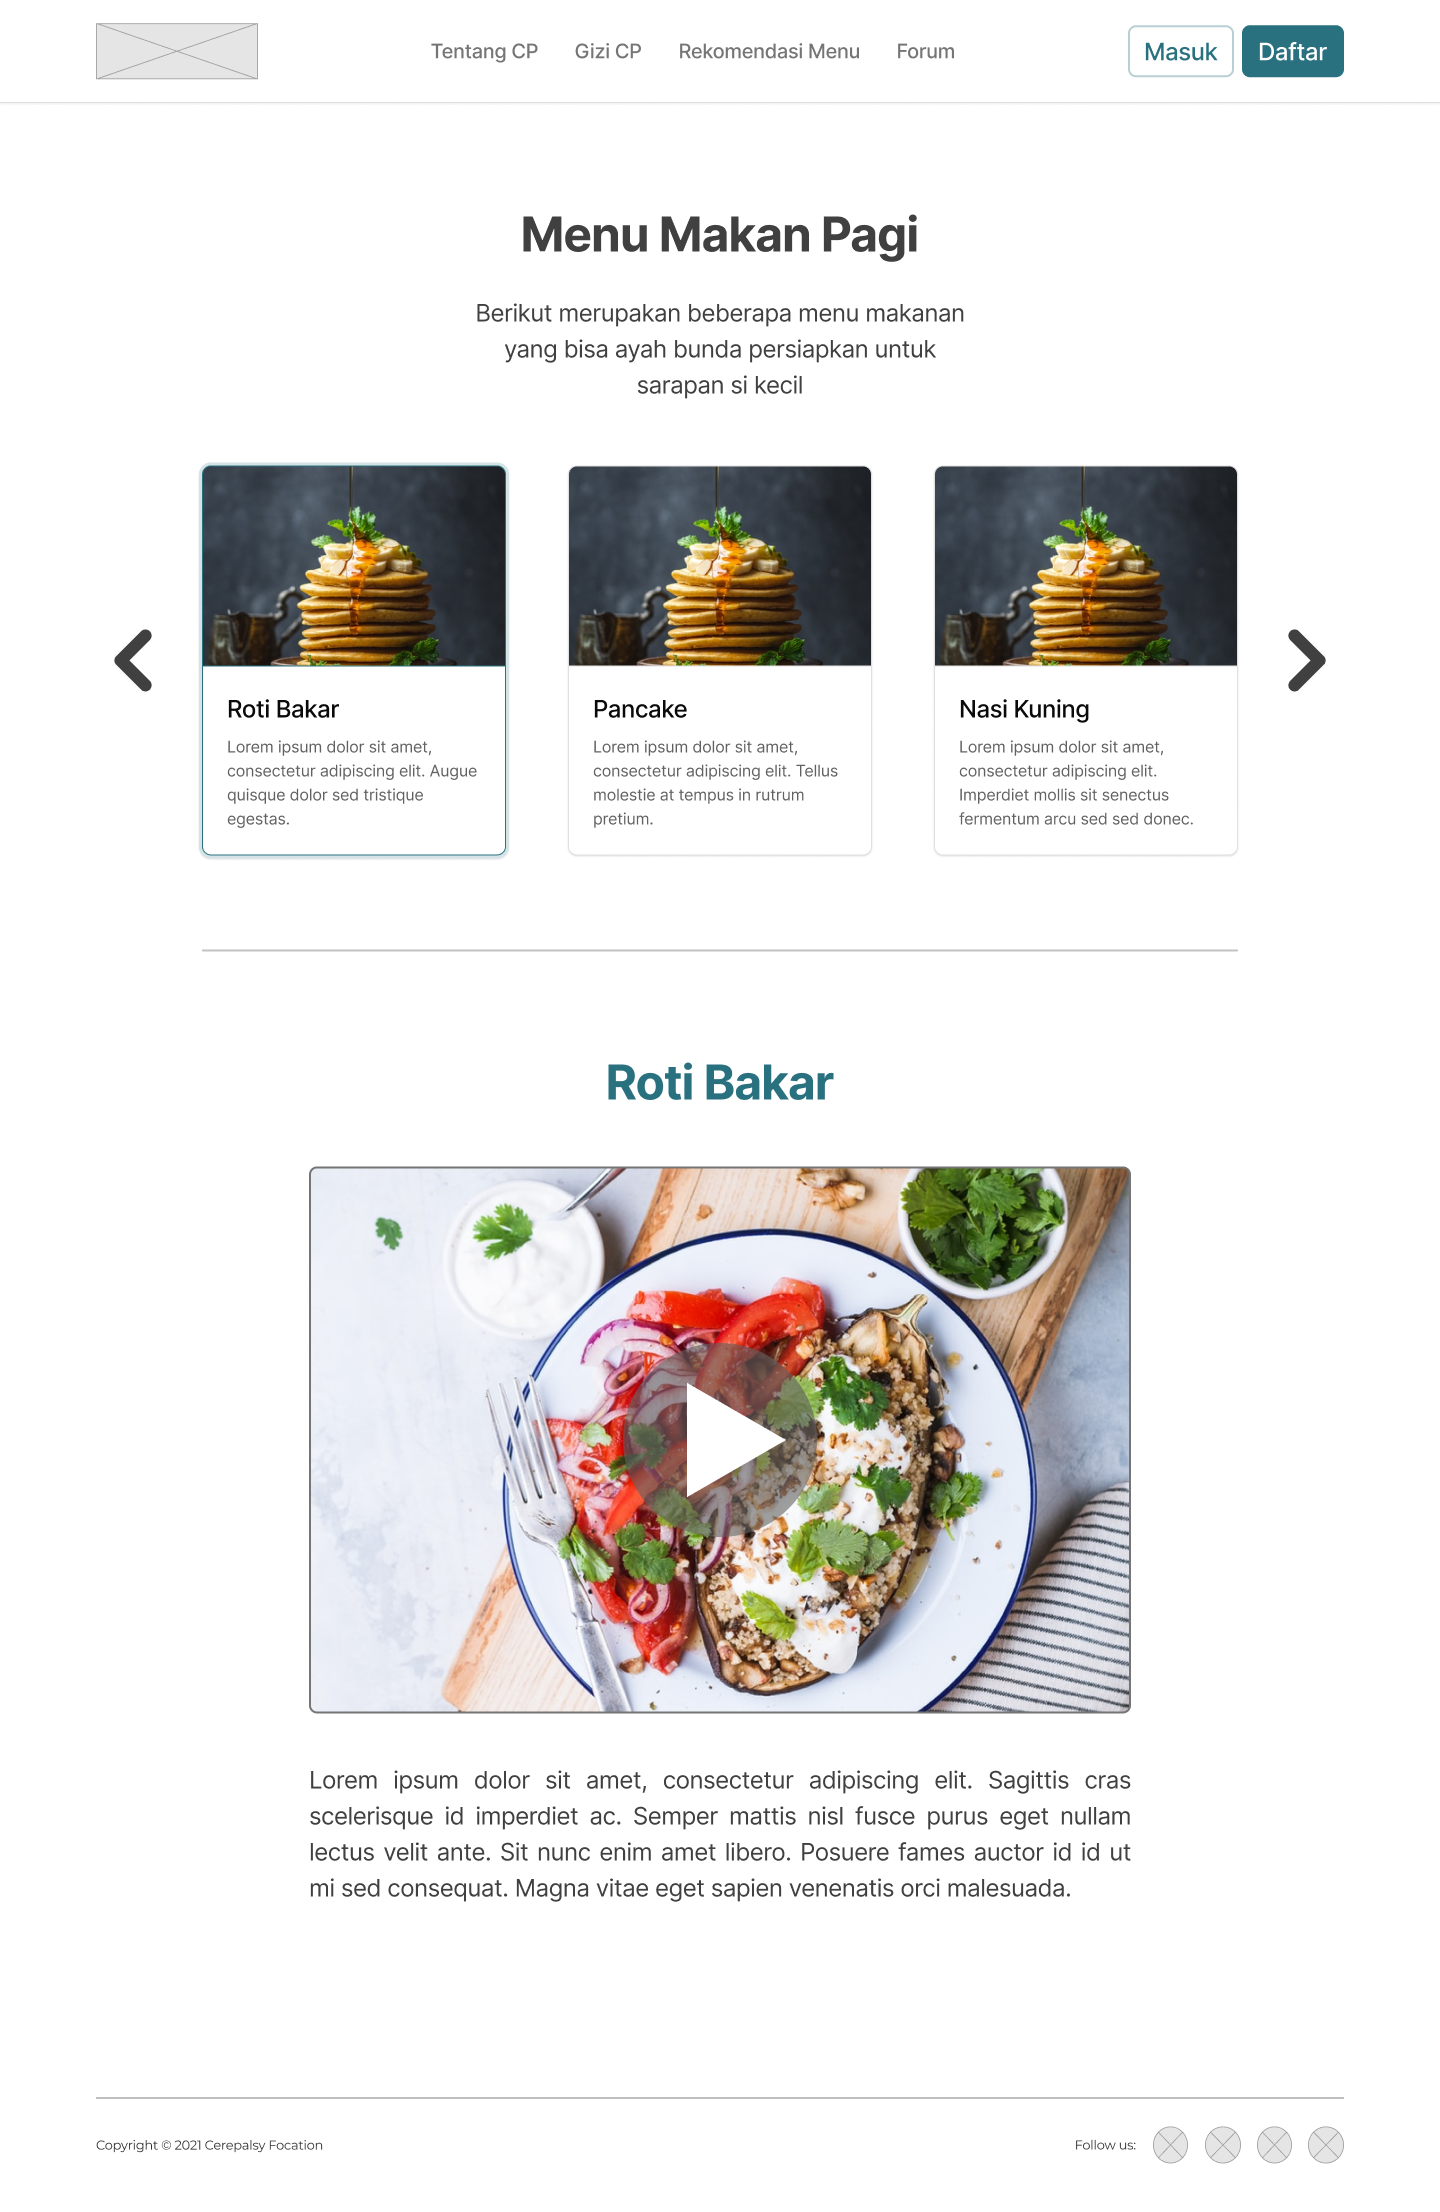 Tentang CP
Gizi CP
Rekomendasi Menu
Forum
Masuk
Daftar
Menu Makan Pagi
Berikut merupakan beberapa menu makanan
yang bisa ayah bunda persiapkan untuk
sarapan si kecil
Roti Bakar
Lorem ipsum dolor sit amet,
consectetur adipiscing elit. Augue
quisque dolor sed tristique
egestas.
Pancake
Lorem ipsum dolor sit amet,
consectetur adipiscing elit. Tellus
molestie at tempus in rutrum
pretium.
Nasi Kuning
Lorem ipsum dolor sit amet,
consectetur adipiscing elit.
Imperdiet mollis sit senectus
fermentum arcu sed sed donec.
Roti Bakar
Lorem ipsum dolor sit amet, consectetur adipiscing elit. Sagittis cras
scelerisque id imperdiet ac. Semper mattis nisl fusce purus eget nullam
lectus velit ante. Sit nunc enim amet libero. Posuere fames auctor id id ut
mi sed consequat. Magna vitae eget sapien venenatis orci malesuada.
Copyright © 2021 Cerepalsy Focation
Follow us: